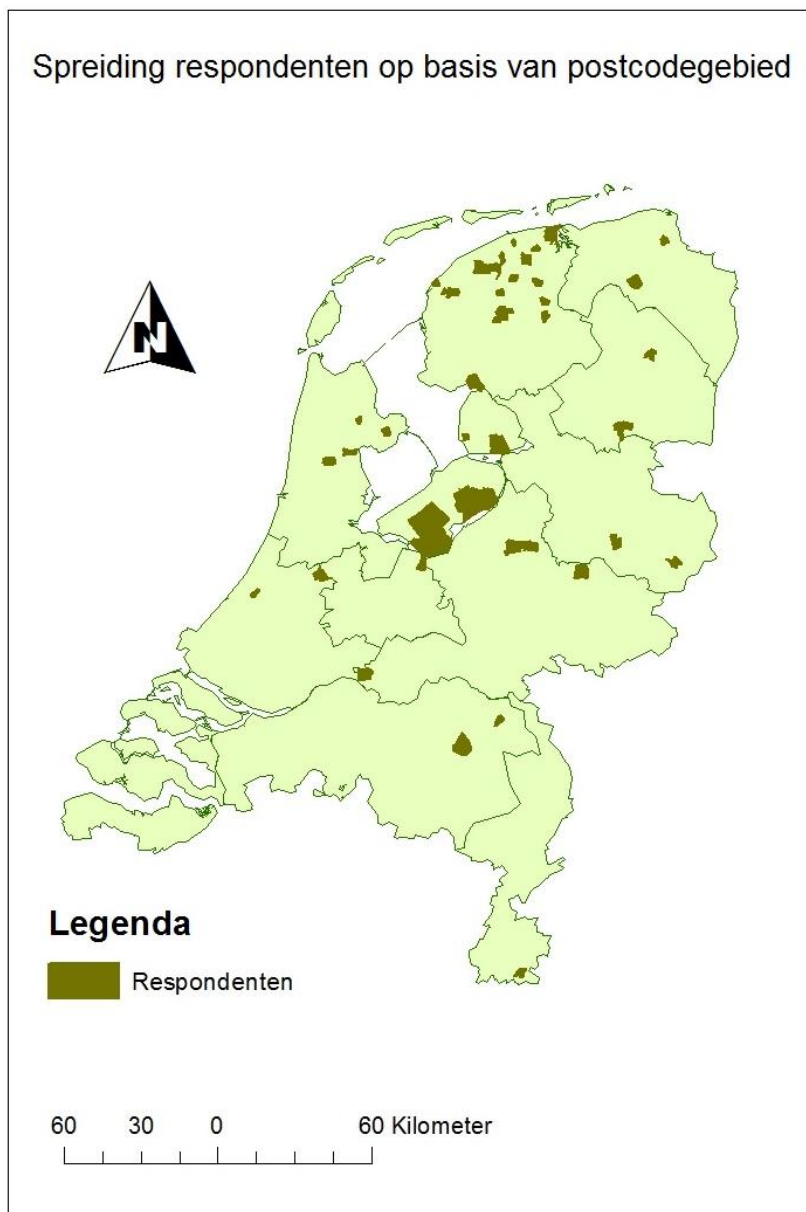 Spreiding respondenten op basis van postcodegebied
N
Legenda
Respondenten
60 30 0 60 Kilometer